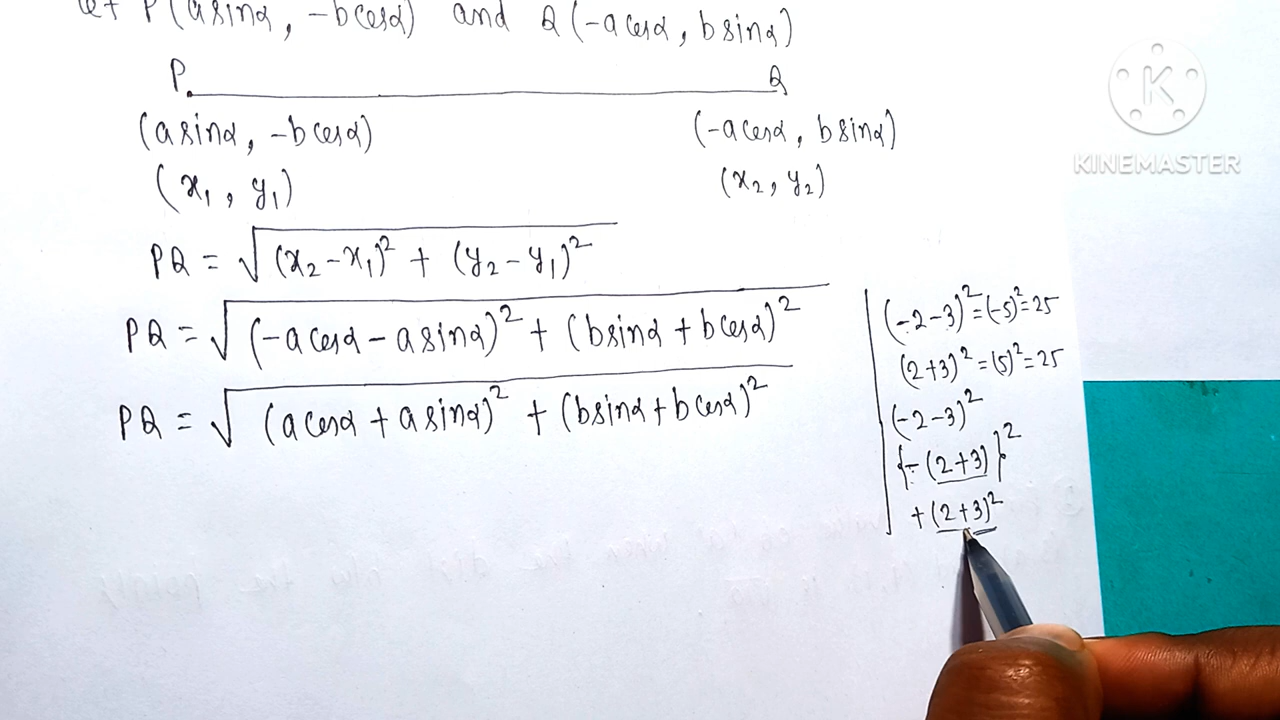 Let P(a sinα, -b cosα) and Q(-a cosα, b sinα)
P Q
(a sinα, -b cosα) (-a cosα, b sinα)
(x₁, y₁) (x₂, y₂)
PQ = √((x₂-x₁)² + (y₂-y₁)²)
PQ = √((-a cosα - a sinα)² + (b sinα + b cosα)²)
PQ = √((a cosα + a sinα)² + (b sinα + b cosα)²)
(-2-3)²=(-5)²=25
(2+3)²=(5)²=25
(-2-3)²
{-(2+3)}²
+(2+3)²
K
KINEMASTER